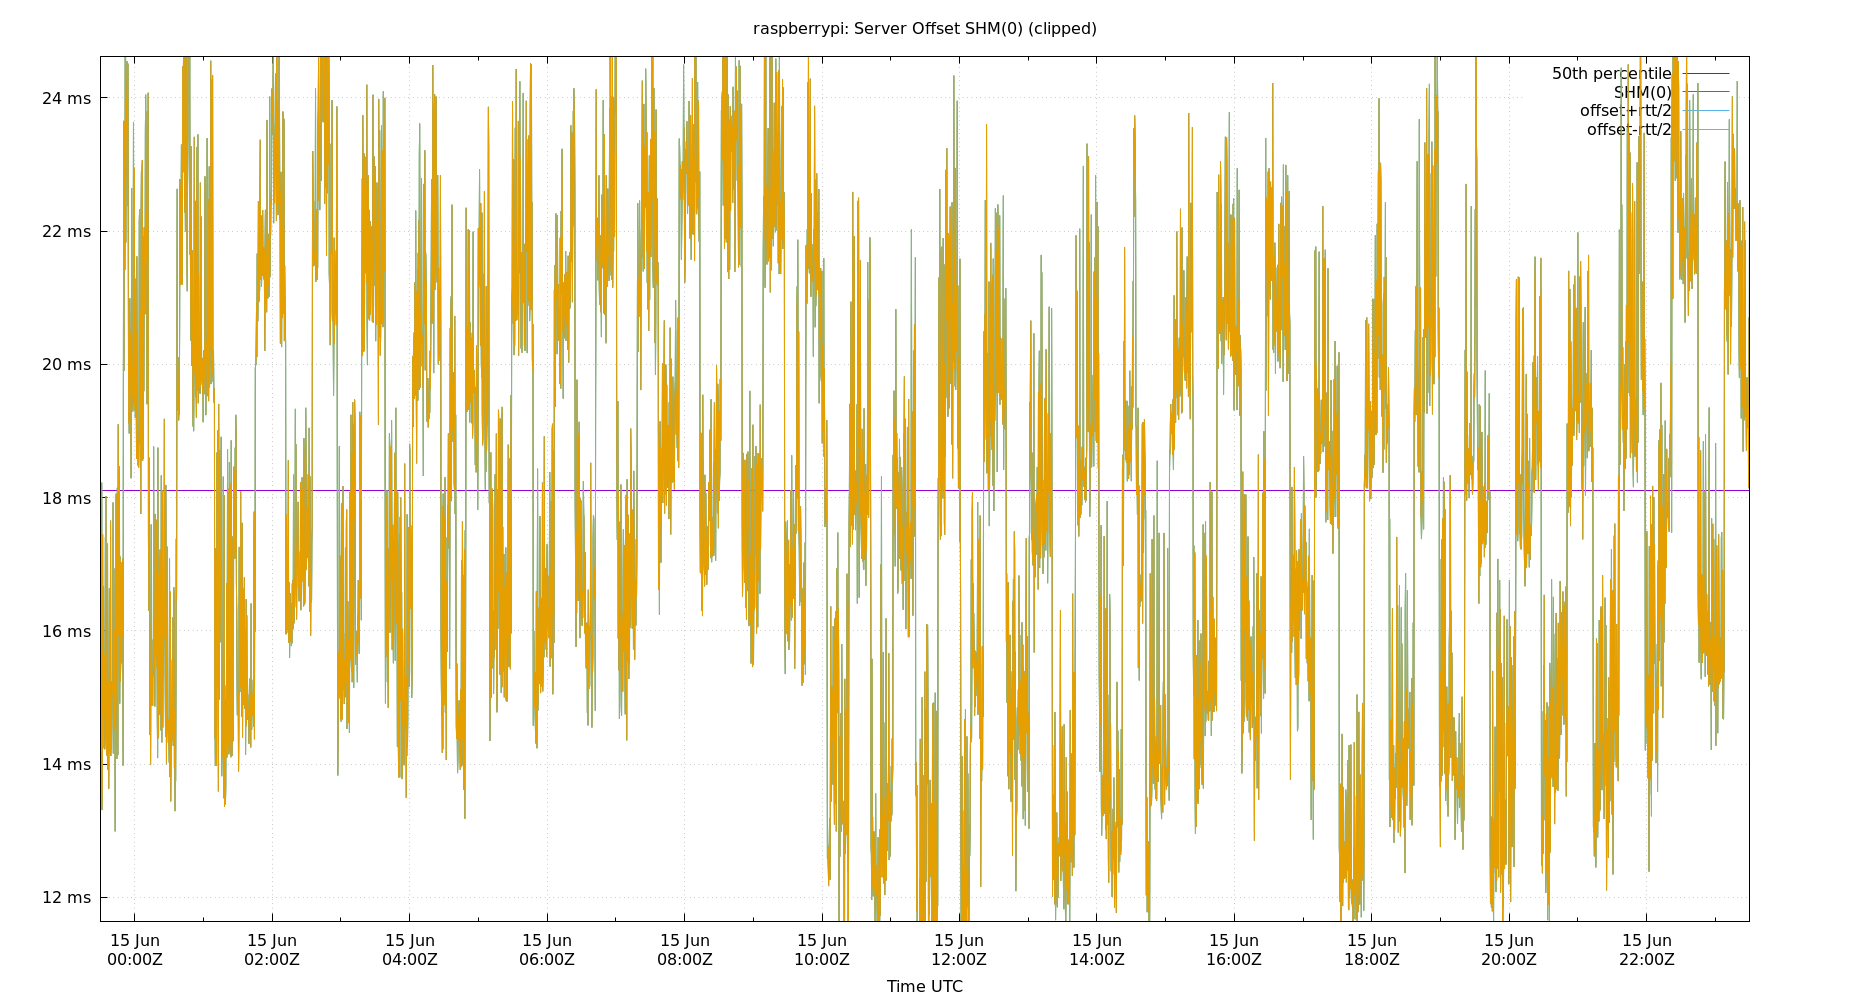 raspberrypi: Server Offset SHM(0) (clipped)
50th percentile
SHM(0)
offset+rtt/2
offset-rtt/2
24 ms
22 ms
20 ms
18 ms
16 ms
14 ms
12 ms
15 Jun 15 Jun 15 Jun 15 Jun 15 Jun 15 Jun 15 Jun 15 Jun 15 Jun 15 Jun 15 Jun 15 Jun
00:00Z 02:00Z 04:00Z 06:00Z 08:00Z 10:00Z 12:00Z 14:00Z 16:00Z 18:00Z 20:00Z 22:00Z
Time UTC